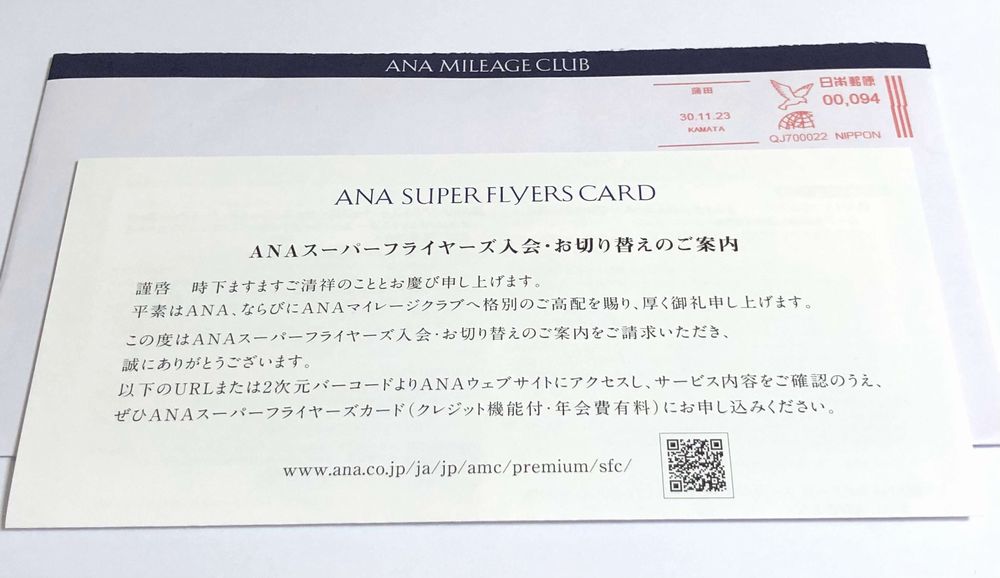 ANA MILEAGE CLUB
蒲田
30.11.23
KAMATA
日本郵便
00,094
QJ700022 NIPPON
ANA SUPER FLYERS CARD
ANAスーパーフライヤーズ入会・お切り替えのご案内
謹啓　時下ますますご清祥のこととお慶び申し上げます。
平素はANA、ならびにANAマイレージクラブへ格別のご高配を賜り、厚く御礼申し上げます。
この度はANAスーパーフライヤーズ入会・お切り替えのご案内をご請求いただき、
誠にありがとうございます。
以下のURLまたは2次元バーコードよりANAウェブサイトにアクセスし、サービス内容をご確認のうえ、
ぜひANAスーパーフライヤーズカード（クレジット機能付・年会費有料）にお申し込みください。
www.ana.co.jp/ja/jp/amc/premium/sfc/